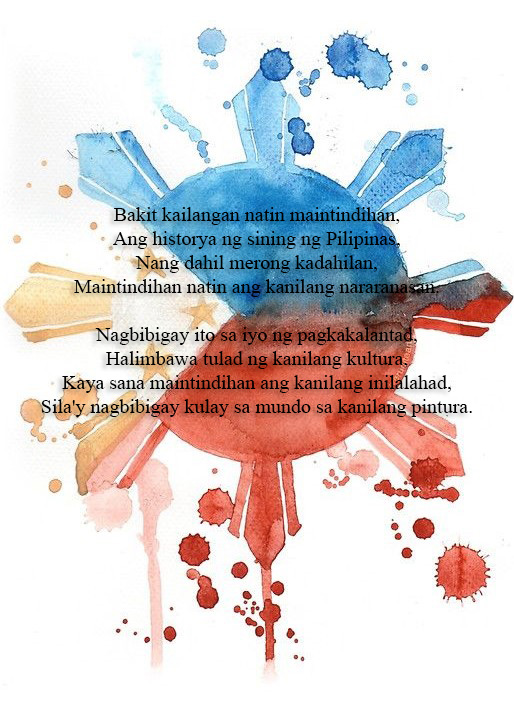 Bakit kailangan natin maintindihan,
Ang historya ng sining ng Pilipinas,
Nang dahil merong kadahilan,
Maintindihan natin ang kanilang nararanasan.
Nagbibigay ito sa iyo ng pagkakalantad,
Halimbawa tulad ng kanilang kultura,
Kaya sana maintindihan ang kanilang inilalahad,
Sila'y nagbibigay kulay sa mundo sa kanilang pintura.